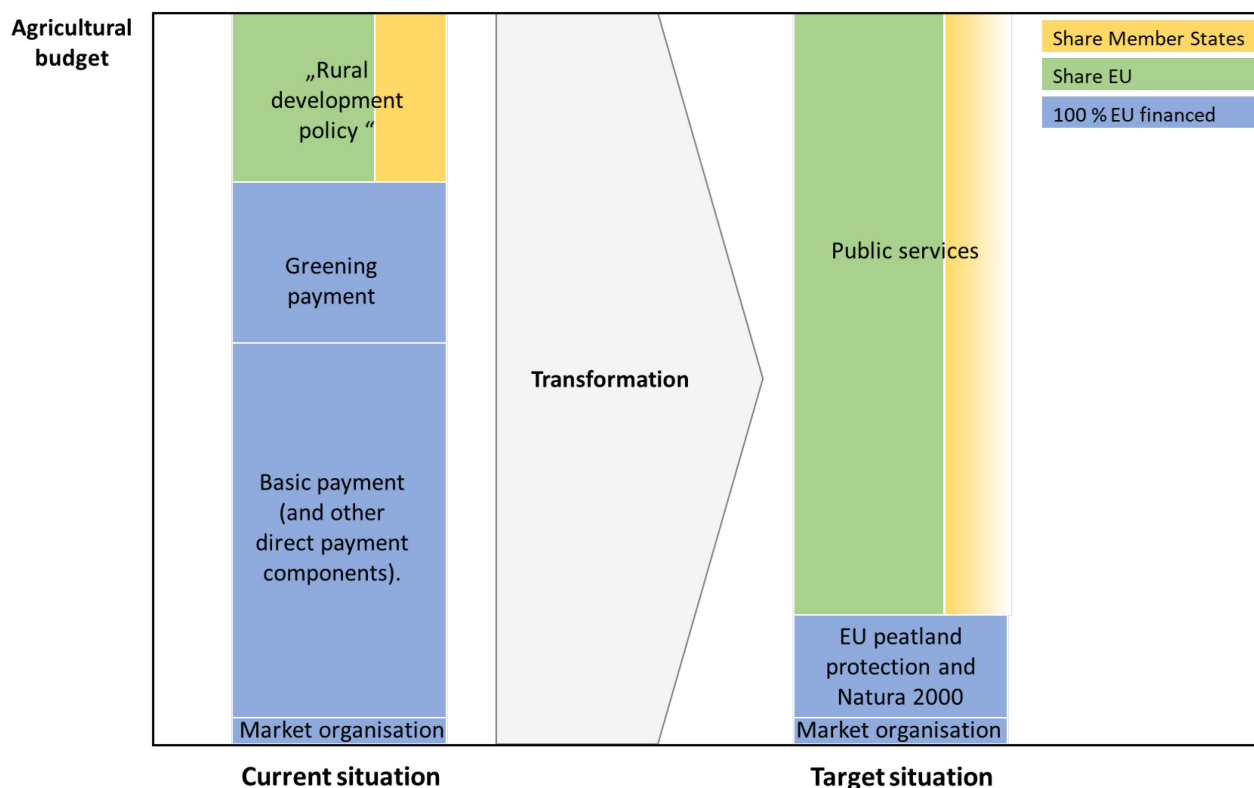 Agricultural
budget
„Rural
development
policy “
Greening
payment
Basic payment
(and other
direct payment
components).
Market organisation
Current situation
Transformation
Public services
EU peatland
protection and
Natura 2000
Market organisation
Target situation
Share Member States
Share EU
100 % EU financed